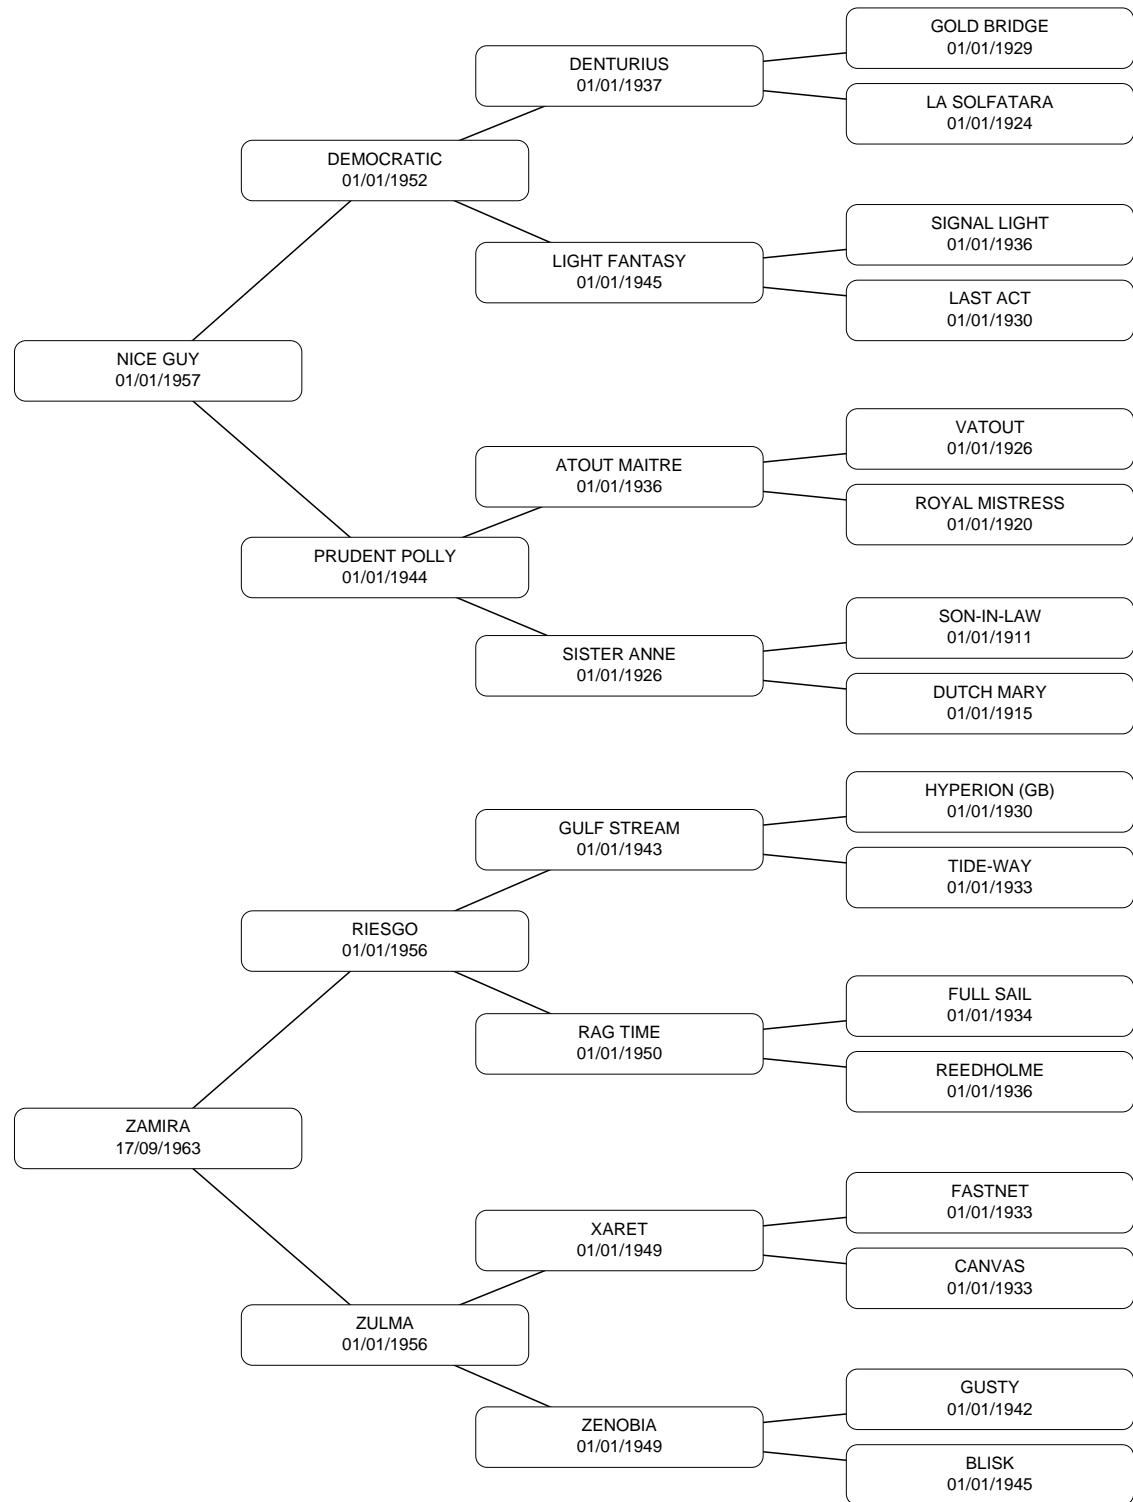 GOLD BRIDGE
01/01/1929
DENTURIUS
01/01/1937
LA SOLFATARA
01/01/1924
DEMOCRATIC
01/01/1952
SIGNAL LIGHT
01/01/1936
LIGHT FANTASY
01/01/1945
LAST ACT
01/01/1930
NICE GUY
01/01/1957
VATOUT
01/01/1926
ATOUT MAITRE
01/01/1936
ROYAL MISTRESS
01/01/1920
PRUDENT POLLY
01/01/1944
SON-IN-LAW
01/01/1911
SISTER ANNE
01/01/1926
DUTCH MARY
01/01/1915
HYPERION (GB)
01/01/1930
GULF STREAM
01/01/1943
TIDE-WAY
01/01/1933
RIESGO
01/01/1956
FULL SAIL
01/01/1934
RAG TIME
01/01/1950
REEDHOLME
01/01/1936
ZAMIRA
17/09/1963
FASTNET
01/01/1933
XARET
01/01/1949
CANVAS
01/01/1933
ZULMA
01/01/1956
GUSTY
01/01/1942
ZENOBIA
01/01/1949
BLISK
01/01/1945